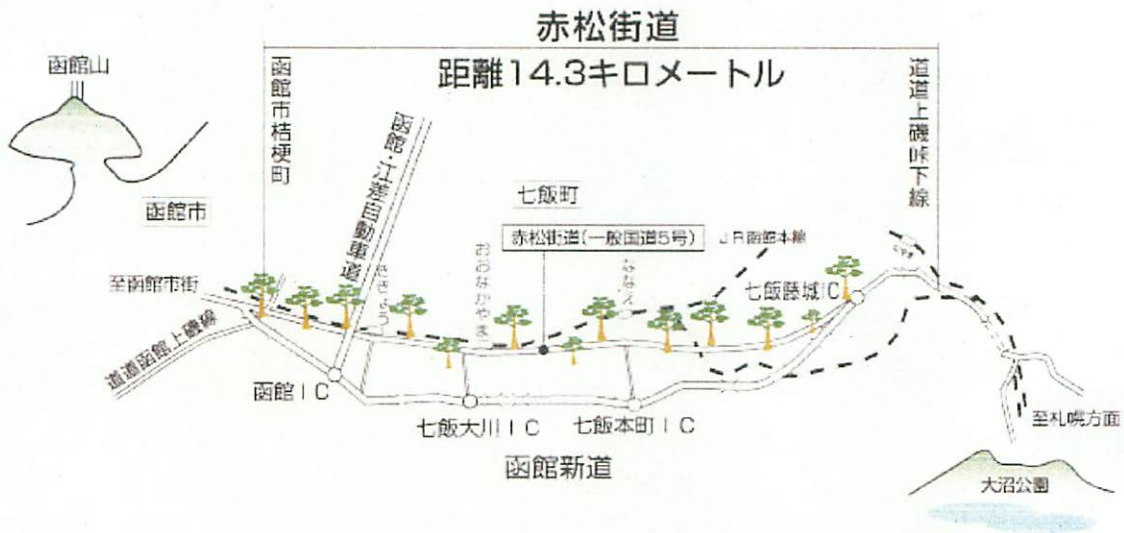 赤松街道
距離14.3キロメートル
函館山
函館市桔梗町
道道上磯峠下線
函館・江差自動車道
函館市
七飯町
赤松街道(一般国道5号)
JR函館本線
至函館市街
ききょう
おおなかやま
ななえ
七飯藤城IC
道道函館上磯線
函館IC
七飯大川IC
七飯本町IC
至札幌方面
函館新道
大沼公園